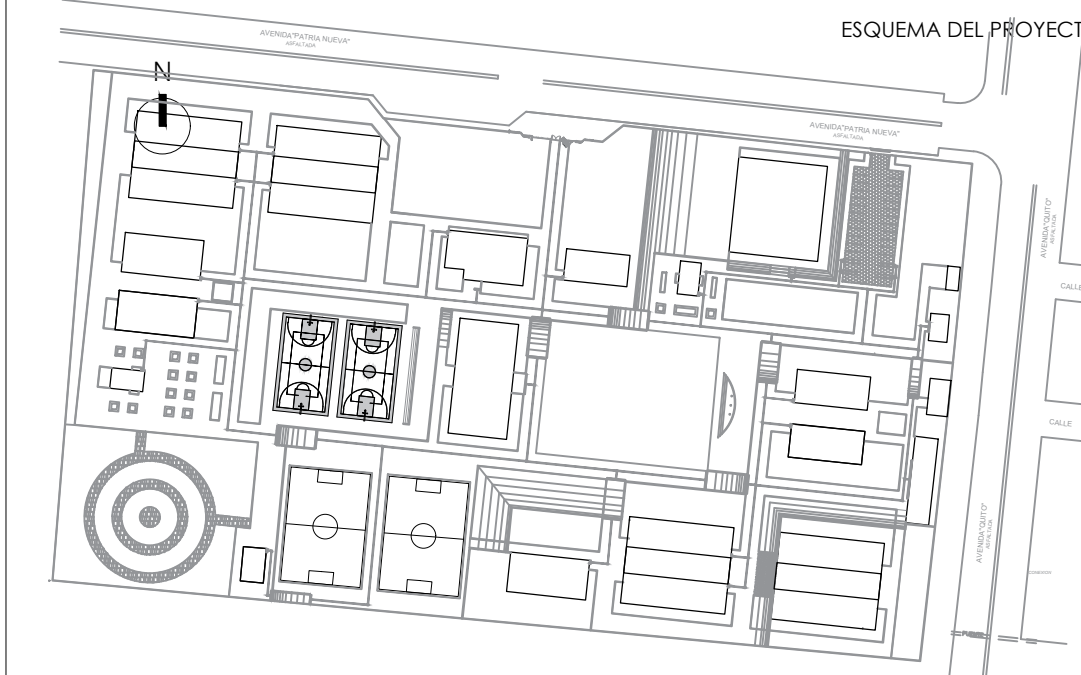 ESQUEMA DEL PROYECT
AVENIDA"PATRIA NUEVA"
ASFALTADA
N
AVENIDA"PATRIA NUEVA"
ASFALTADA
AVENIDA"QUITO"
ASFALTADA
CALLE
CALLE
AVENIDA"QUITO"
ASFALTADA